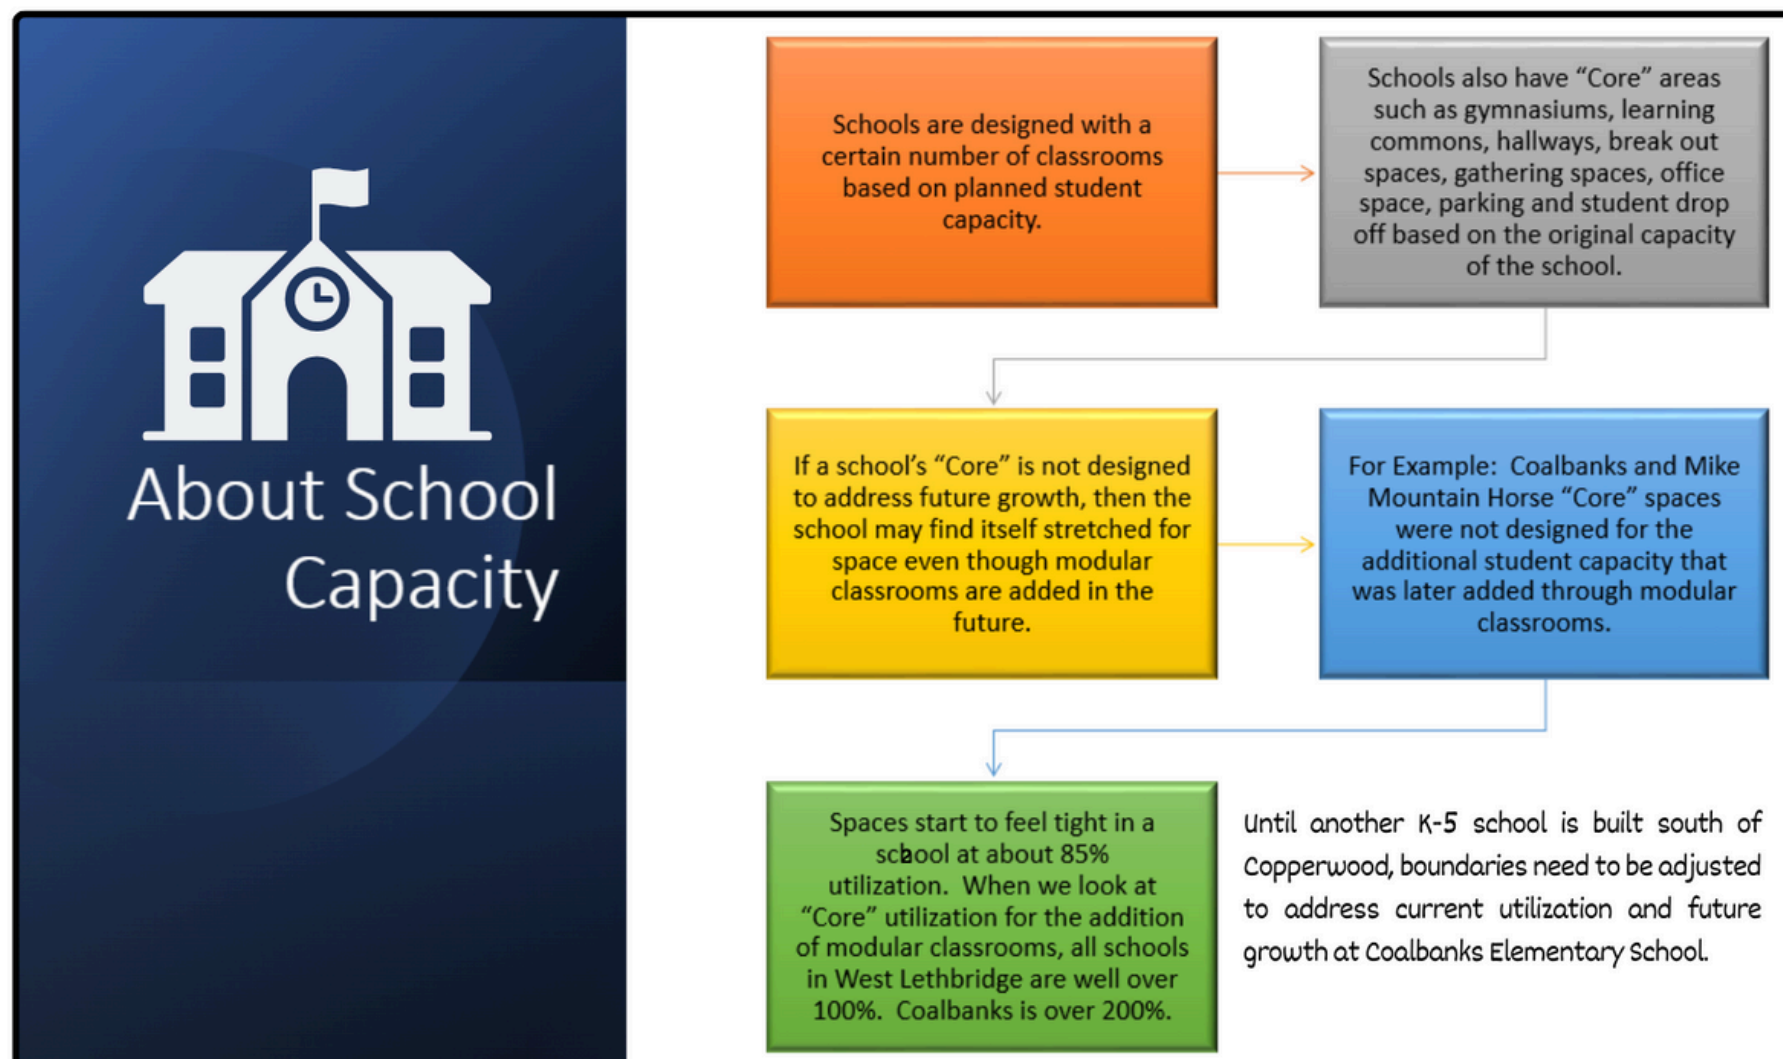 About School
Capacity
Schools are designed with a
certain number of classrooms
based on planned student
capacity.
Schools also have “Core” areas
such as gymnasiums, learning
commons, hallways, break out
spaces, gathering spaces, office
space, parking and student drop
off based on the original capacity
of the school.
If a school’s “Core” is not designed
to address future growth, then the
school may find itself stretched for
space even though modular
classrooms are added in the
future.
For Example:  Coalbanks and Mike
Mountain Horse “Core” spaces
were not designed for the
additional student capacity that
was later added through modular
classrooms.
Spaces start to feel tight in a
school at about 85%
utilization.  When we look at
“Core” utilization for the addition
of modular classrooms, all schools
in West Lethbridge are well over
100%.  Coalbanks is over 200%.
Until another K-5 school is built south of
Copperwood, boundaries need to be adjusted
to address current utilization and future
growth at Coalbanks Elementary School.